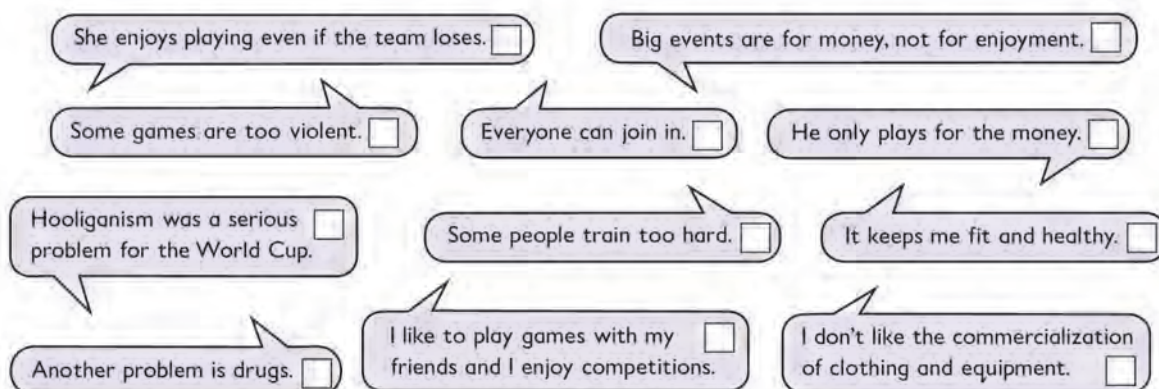 She enjoys playing even if the team loses.
Big events are for money, not for enjoyment.
Some games are too violent.
Everyone can join in.
He only plays for the money.
Hooliganism was a serious
problem for the World Cup.
Some people train too hard.
It keeps me fit and healthy.
Another problem is drugs.
I like to play games with my
friends and I enjoy competitions.
I don't like the commercialization
of clothing and equipment.